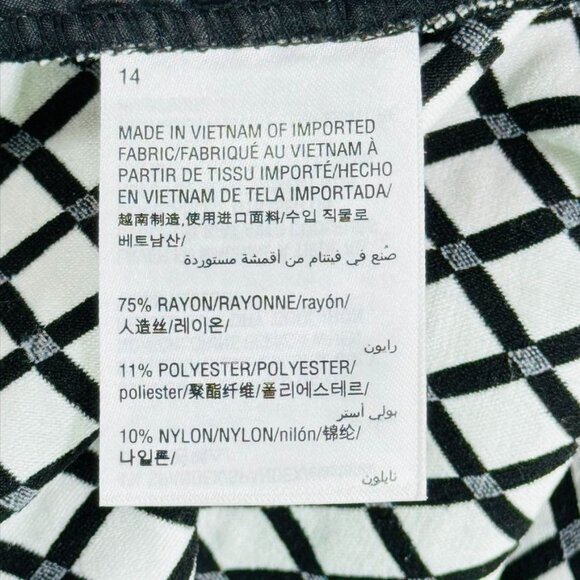 14
MADE IN VIETNAM OF IMPORTED
FABRIC/FABRIQUÉ AU VIETNAM À
PARTIR DE TISSU IMPORTÉ/HECHO
EN VIETNAM DE TELA IMPORTADA/
越南制造,使用进口面料/수입 직물로
베트남산/
صُنع في فيتنام من أقمشة مستوردة
75% RAYON/RAYONNE/rayón/
人造丝/레이온/
رايون
11% POLYESTER/POLYESTER/
poliester/聚酯纤维/폴리에스테르/
بولي أستر
10% NYLON/NYLON/nilón/锦纶/
나일론/
نايلون